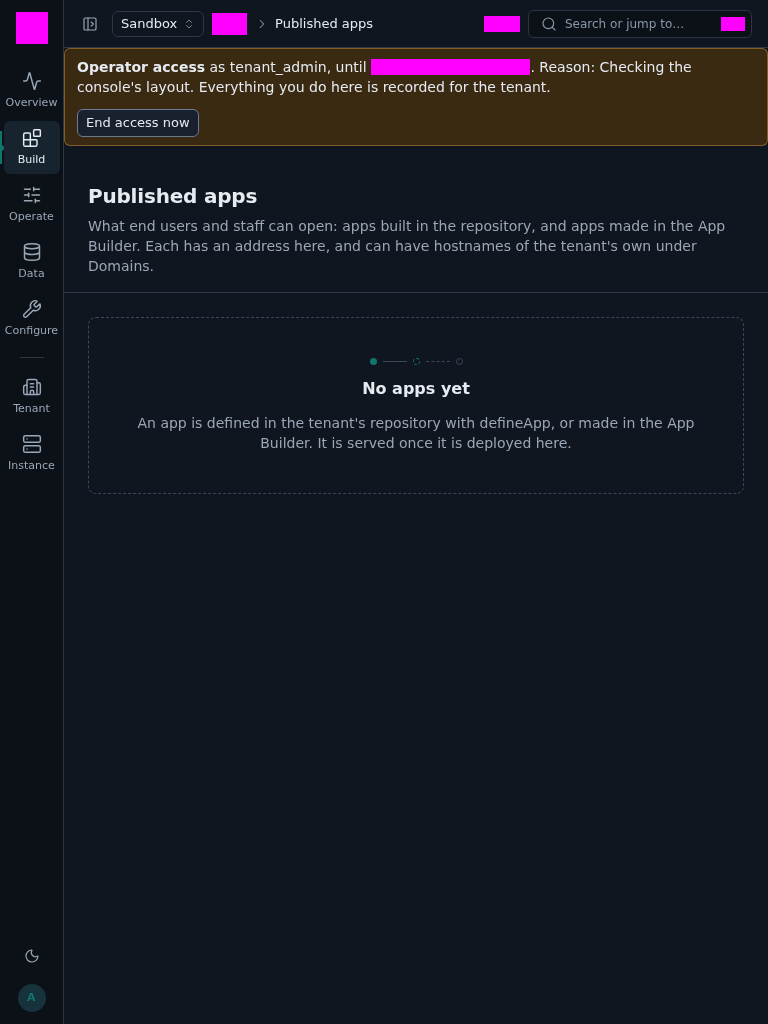 Sandbox
Published apps
Search or jump to…
Operator access as tenant_admin, until . Reason: Checking the
console's layout. Everything you do here is recorded for the tenant.
End access now
Overview
Build
Operate
Data
Configure
Tenant
Instance
A
Published apps
What end users and staff can open: apps built in the repository, and apps made in the App
Builder. Each has an address here, and can have hostnames of the tenant's own under
Domains.
No apps yet
An app is defined in the tenant's repository with defineApp, or made in the App
Builder. It is served once it is deployed here.